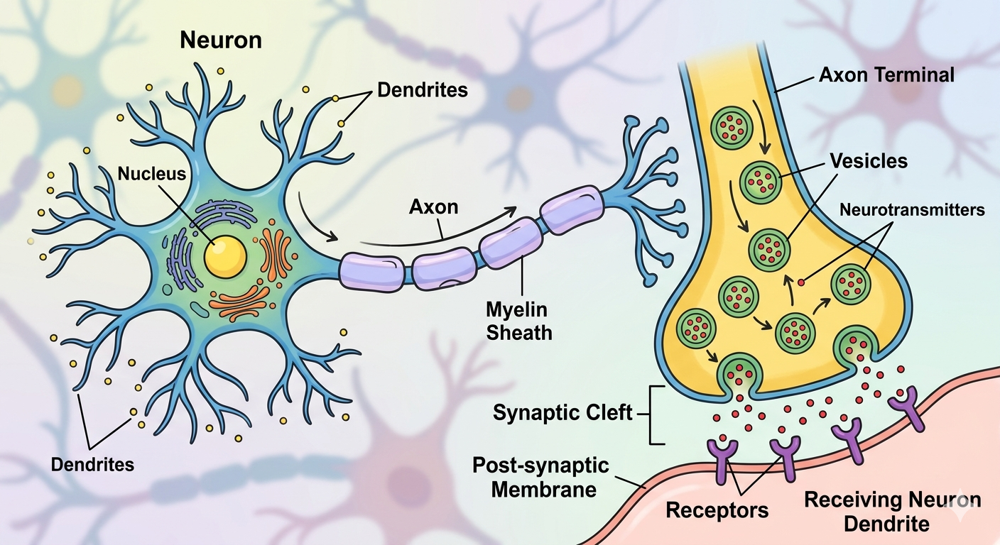 Neuron
Dendrites
Nucleus
Axon
Myelin
Sheath
Dendrites
Axon Terminal
Vesicles
Neurotransmitters
Synaptic Cleft
Post-synaptic
Membrane
Receptors
Receiving Neuron
Dendrite